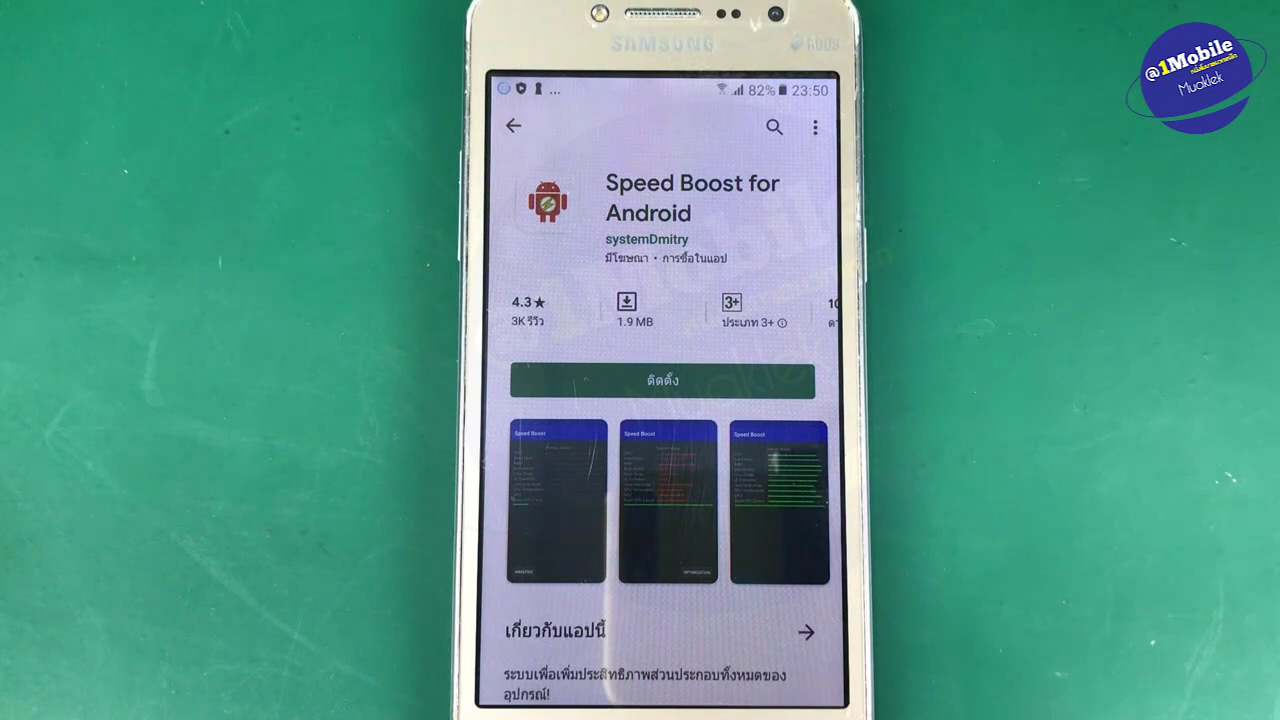 SAMSUNG
DUOS
@1Mobile
Muaklek
... 82% 23:50
Speed Boost for
Android
systemDmitry
มีโฆษณา • การซื้อในแอป
4.3★ 3+
3K รีวิว 1.9 MB ประเภท 3+
ติดตั้ง
Speed Boost Speed Boost Speed Boost
เกี่ยวกับแอปนี้
ระบบเพื่อเพิ่มประสิทธิภาพส่วนประกอบทั้งหมดของ
อุปกรณ์!